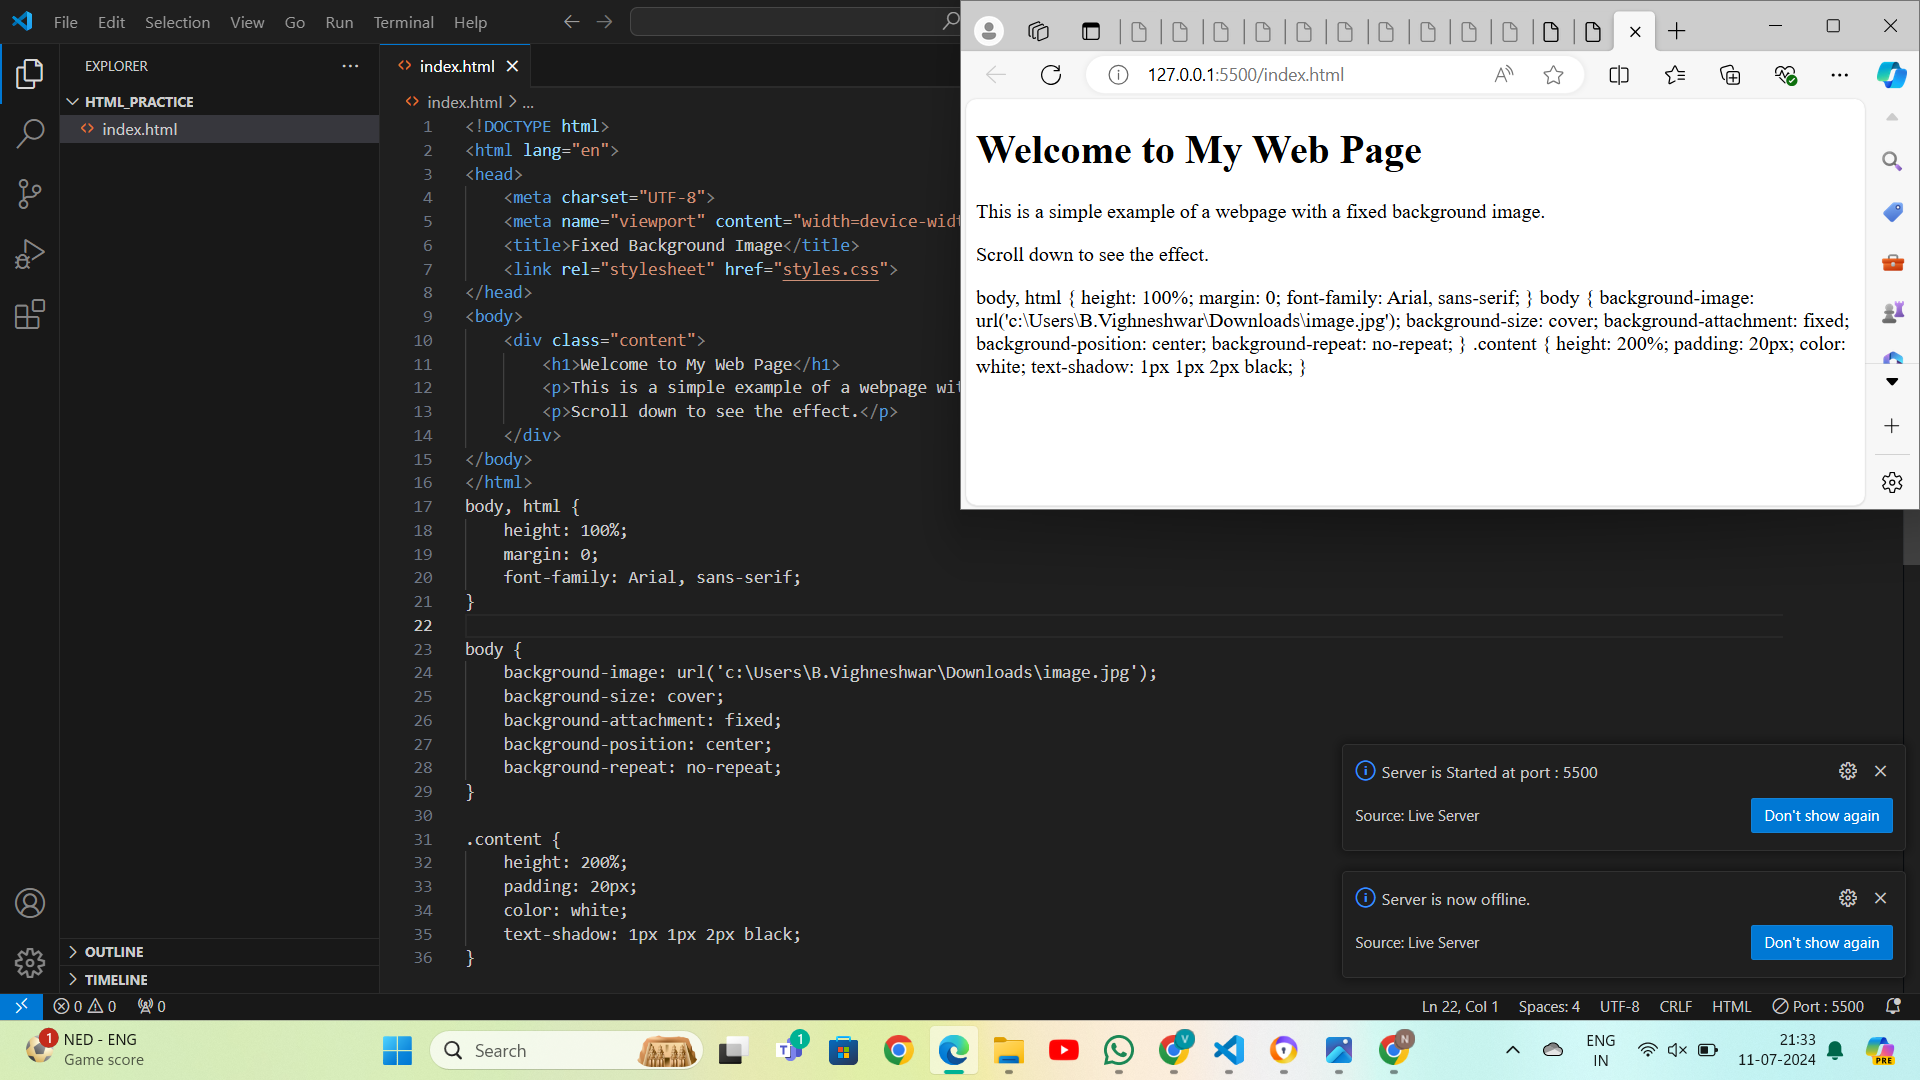 File Edit Selection View Go Run Terminal Help
EXPLORER
HTML_PRACTICE
index.html
OUTLINE
TIMELINE
index.html
index.html > ...
1 <!DOCTYPE html>
2 <html lang="en">
3 <head>
4 <meta charset="UTF-8">
5 <meta name="viewport" content="width=device-widt
6 <title>Fixed Background Image</title>
7 <link rel="stylesheet" href="styles.css">
8 </head>
9 <body>
10 <div class="content">
11 <h1>Welcome to My Web Page</h1>
12 <p>This is a simple example of a webpage wit
13 <p>Scroll down to see the effect.</p>
14 </div>
15 </body>
16 </html>
17 body, html {
18 height: 100%;
19 margin: 0;
20 font-family: Arial, sans-serif;
21 }
22
23 body {
24 background-image: url('c:\Users\B.Vighneshwar\Downloads\image.jpg');
25 background-size: cover;
26 background-attachment: fixed;
27 background-position: center;
28 background-repeat: no-repeat;
29 }
30
31 .content {
32 height: 200%;
33 padding: 20px;
34 color: white;
35 text-shadow: 1px 1px 2px black;
36 }
127.0.0.1:5500/index.html
Welcome to My Web Page
This is a simple example of a webpage with a fixed background image.
Scroll down to see the effect.
body, html { height: 100%; margin: 0; font-family: Arial, sans-serif; } body { background-image:
url('c:\Users\B.Vighneshwar\Downloads\image.jpg'); background-size: cover; background-attachment: fixed;
background-position: center; background-repeat: no-repeat; } .content { height: 200%; padding: 20px; color:
white; text-shadow: 1px 1px 2px black; }
Server is Started at port : 5500
Source: Live Server
Don't show again
Server is now offline.
Source: Live Server
Don't show again
0 0 0
Ln 22, Col 1 Spaces: 4 UTF-8 CRLF HTML Port : 5500
1
NED - ENG
Game score
Search
1
V
N
ENG
IN
21:33
11-07-2024
PRE